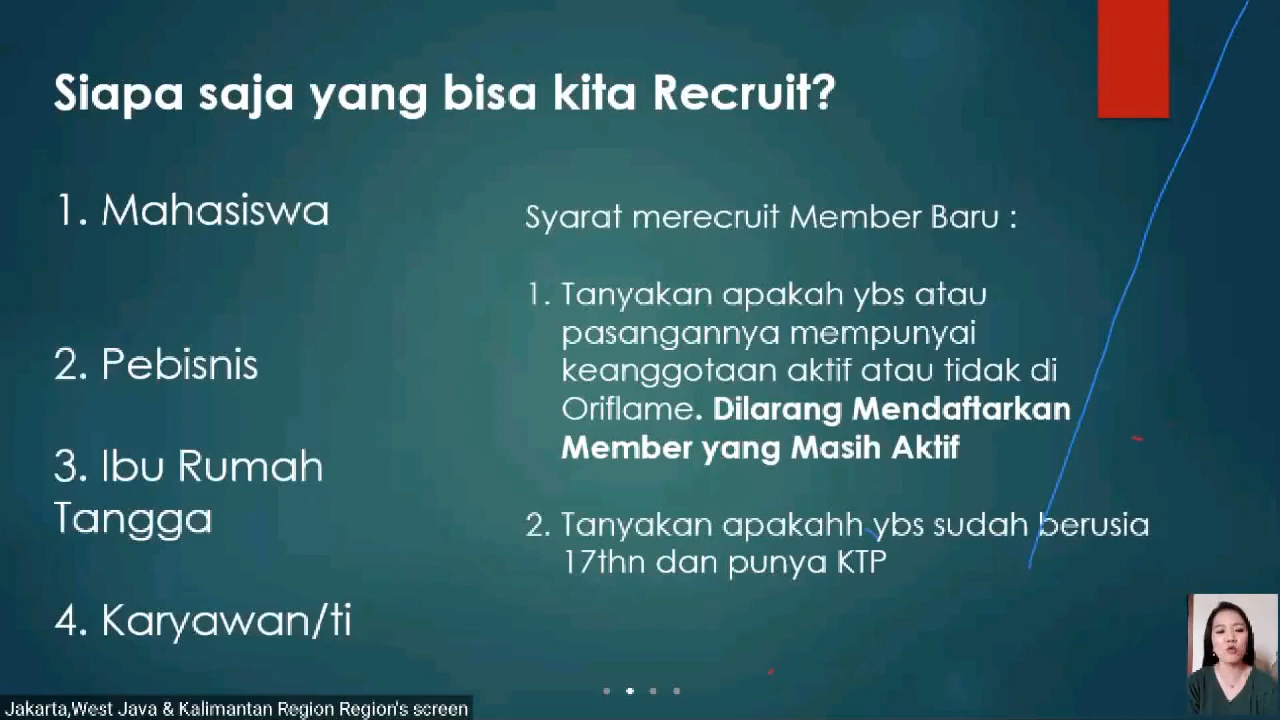 Siapa saja yang bisa kita Recruit?
1. Mahasiswa
2. Pebisnis
3. Ibu Rumah
Tangga
4. Karyawan/ti
Syarat merecruit Member Baru :
1. Tanyakan apakah ybs atau
pasangannya mempunyai
keanggotaan aktif atau tidak di
Oriflame. Dilarang Mendaftarkan
Member yang Masih Aktif
2. Tanyakan apakahh ybs sudah berusia
17thn dan punya KTP
Jakarta,West Java & Kalimantan Region Region's screen